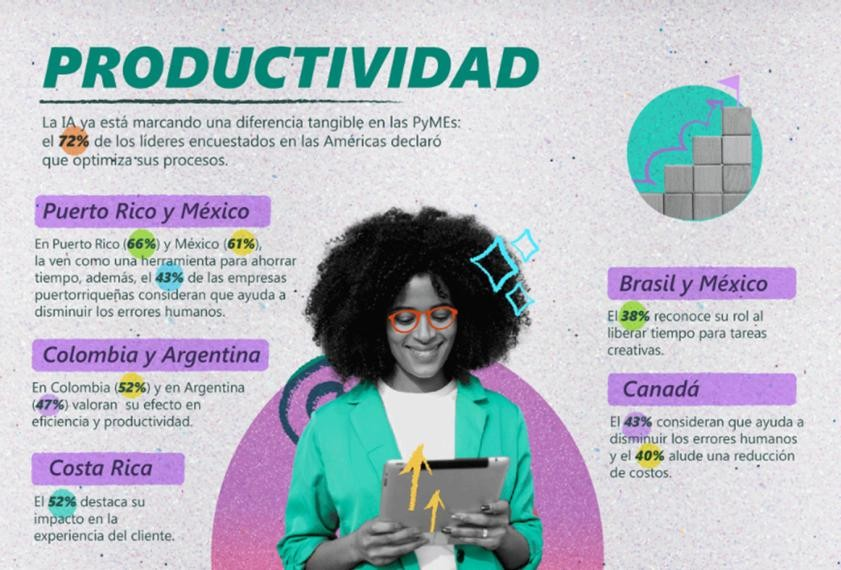 PRODUCTIVIDAD
La IA ya está marcando una diferencia tangible en las PyMEs:
el 72% de los líderes encuestados en las Américas declaró
que optimiza sus procesos.
Puerto Rico y México
En Puerto Rico (66%) y México (61%),
la ven como una herramienta para ahorrar
tiempo, además, el 43% de las empresas
puertorriqueñas consideran que ayuda a
disminuir los errores humanos.
Colombia y Argentina
En Colombia (52%) y en Argentina
(47%) valoran su efecto en
eficiencia y productividad.
Costa Rica
El 52% destaca su
impacto en la
experiencia del cliente.
Brasil y México
El 38% reconoce su rol al
liberar tiempo para tareas
creativas.
Canadá
El 43% consideran que ayuda a
disminuir los errores humanos
y el 40% alude una reducción
de costos.